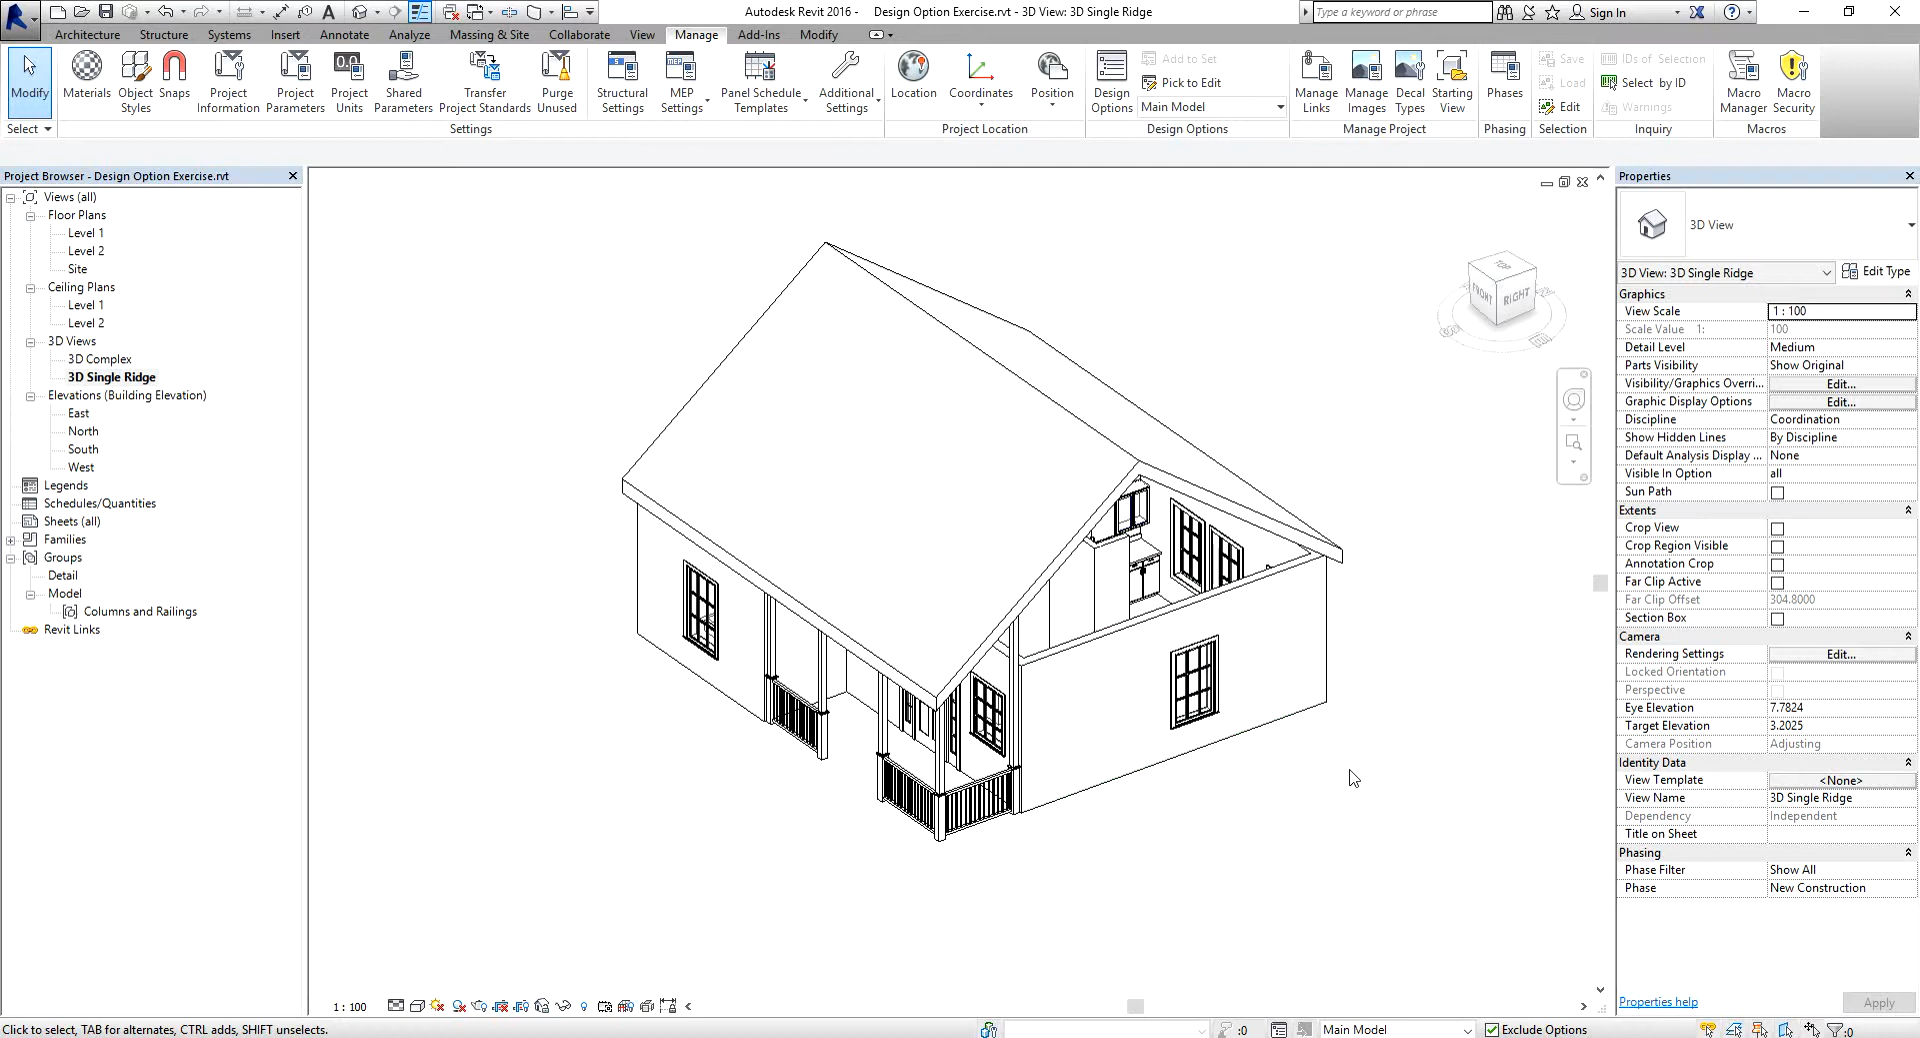 Autodesk Revit 2016 - Design Option Exercise.rvt - 3D View: 3D Single Ridge
Type a keyword or phrase
Sign In
Architecture Structure Systems Insert Annotate Analyze Massing & Site Collaborate View Manage Add-Ins Modify
Modify
Materials
Object Styles
Snaps
Project Information
Project Parameters
Project Units
Shared Parameters
Transfer Project Standards
Purge Unused
Structural Settings
MEP Settings
Panel Schedule Templates
Additional Settings
Location
Coordinates
Position
Design Options
Add to Set
Pick to Edit
Main Model
Manage Links
Manage Images
Decal Types
Starting View
Phases
Save
Load
Edit
IDs of Selection
Select by ID
Warnings
Macro Manager
Macro Security
Select
Settings
Project Location
Design Options
Manage Project
Phasing
Selection
Inquiry
Macros
Project Browser - Design Option Exercise.rvt
Views (all)
Floor Plans
Level 1
Level 2
Site
Ceiling Plans
Level 1
Level 2
3D Views
3D Complex
3D Single Ridge
Elevations (Building Elevation)
East
North
South
West
Legends
Schedules/Quantities
Sheets (all)
Families
Groups
Detail
Model
Columns and Railings
Revit Links
TOP
FRONT
RIGHT
Properties
3D View
3D View: 3D Single Ridge
Edit Type
Graphics
View Scale 1 : 100
Scale Value 1: 100
Detail Level Medium
Parts Visibility Show Original
Visibility/Graphics Overri... Edit...
Graphic Display Options Edit...
Discipline Coordination
Show Hidden Lines By Discipline
Default Analysis Display ... None
Visible In Option all
Sun Path
Extents
Crop View
Crop Region Visible
Annotation Crop
Far Clip Active
Far Clip Offset 304.8000
Section Box
Camera
Rendering Settings Edit...
Locked Orientation
Perspective
Eye Elevation 7.7824
Target Elevation 3.2025
Camera Position Adjusting
Identity Data
View Template <None>
View Name 3D Single Ridge
Dependency Independent
Title on Sheet
Phasing
Phase Filter Show All
Phase New Construction
Properties help
Apply
1 : 100
Click to select, TAB for alternates, CTRL adds, SHIFT unselects.
:0
Main Model
Exclude Options
:0